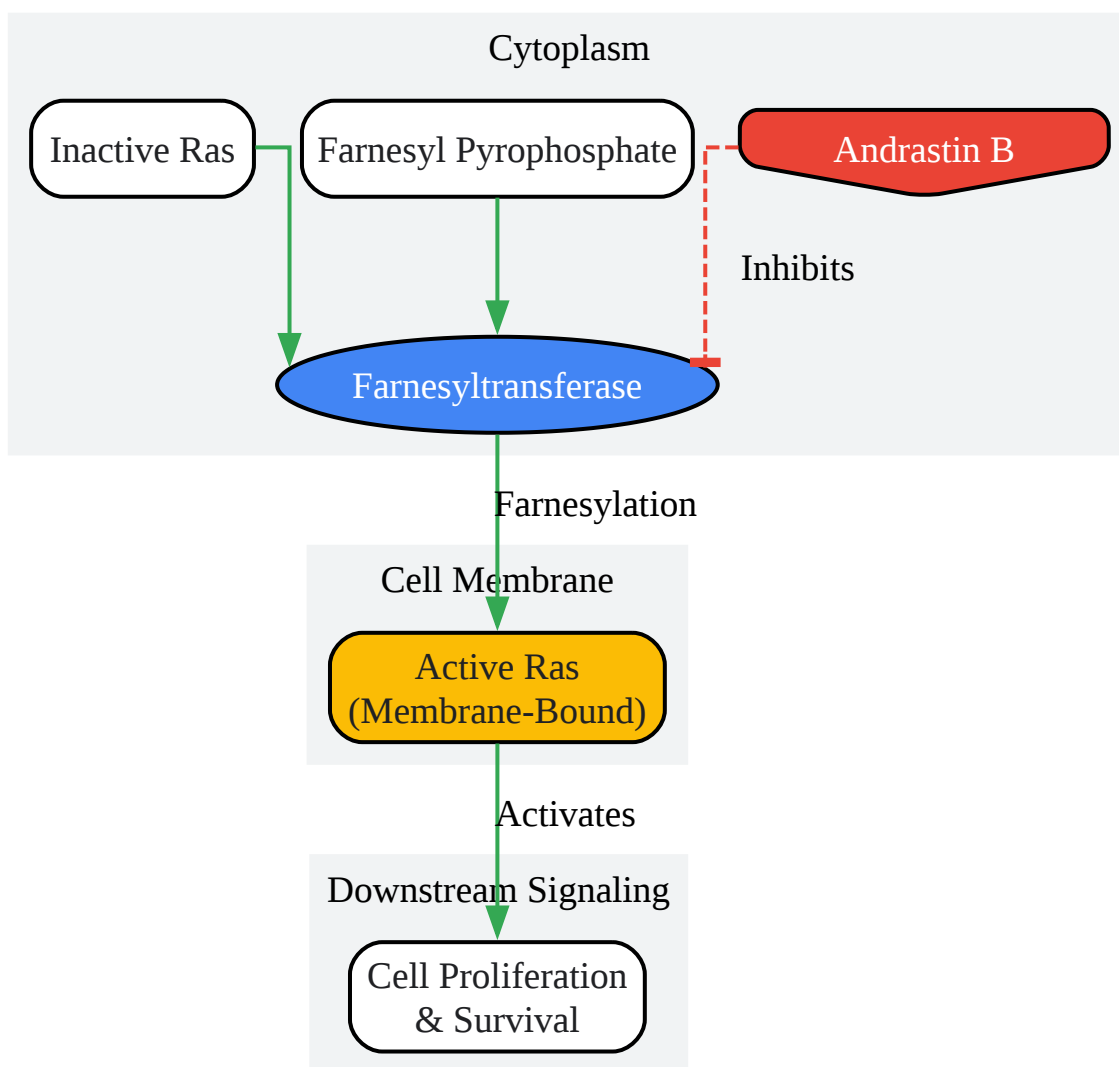 Cytoplasm
Inactive Ras
Farnesyl Pyrophosphate
Andrastin B
Inhibits
Farnesyltransferase
Farnesylation
Cell Membrane
Active Ras
(Membrane-Bound)
Activates
Downstream Signaling
Cell Proliferation
& Survival